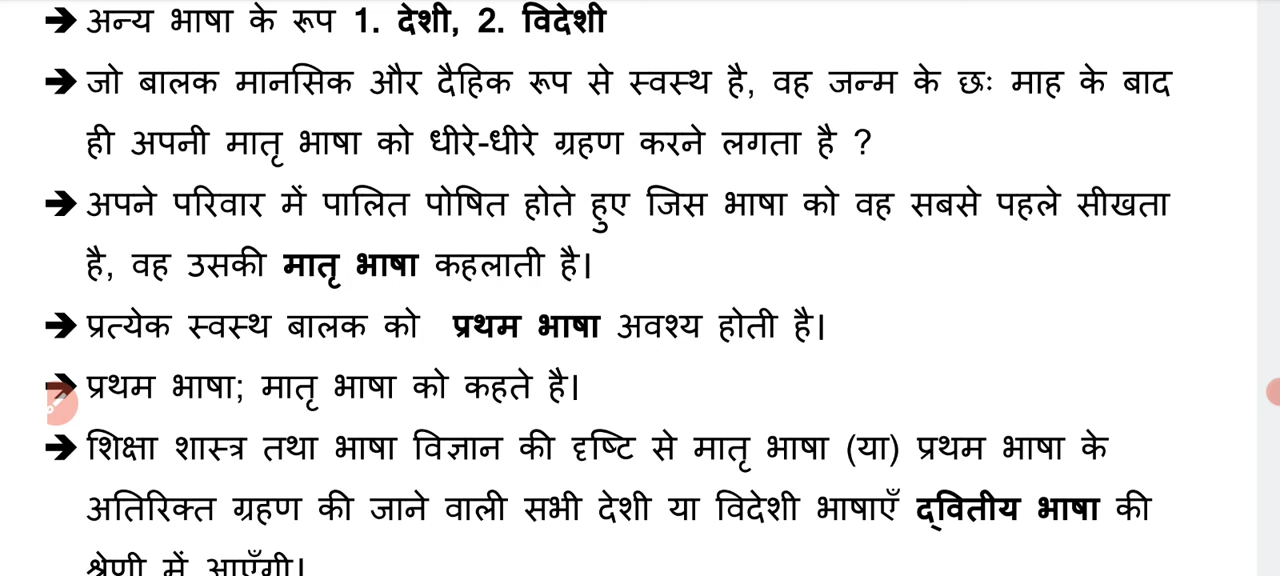 ➔ अन्य भाषा के रूप 1. देशी, 2. विदेशी
➔ जो बालक मानसिक और दैहिक रूप से स्वस्थ है, वह जन्म के छः माह के बाद
ही अपनी मातृ भाषा को धीरे-धीरे ग्रहण करने लगता है ?
➔ अपने परिवार में पालित पोषित होते हुए जिस भाषा को वह सबसे पहले सीखता
है, वह उसकी मातृ भाषा कहलाती है।
➔ प्रत्येक स्वस्थ बालक को प्रथम भाषा अवश्य होती है।
➔ प्रथम भाषा; मातृ भाषा को कहते है।
➔ शिक्षा शास्त्र तथा भाषा विज्ञान की दृष्टि से मातृ भाषा (या) प्रथम भाषा के
अतिरिक्त ग्रहण की जाने वाली सभी देशी या विदेशी भाषाएँ द्वितीय भाषा की
श्रेणी में आएँगी।